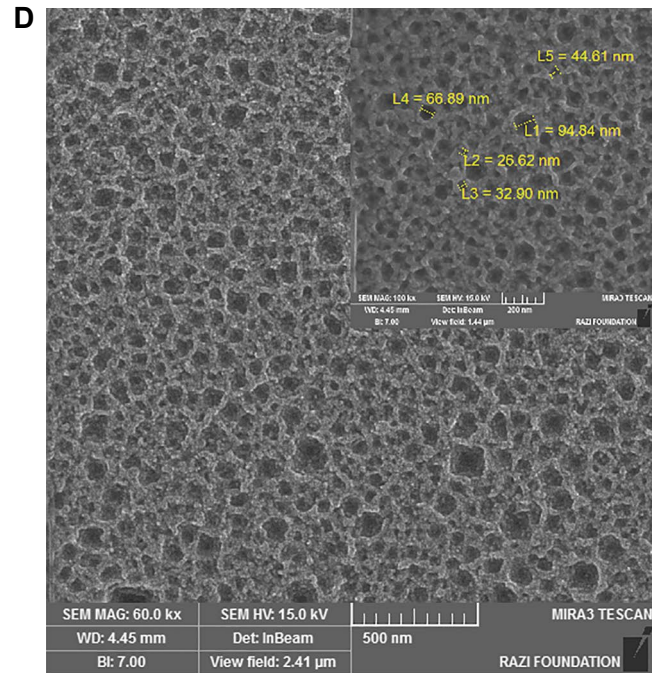 D
L5 = 44.61 nm
L4 = 66.89 nm
L1 = 94.84 nm
L2 = 26.62 nm
L3 = 32.90 nm
SEM MAG: 100 kx SEM HV: 15.0 kV MIRA3 TESCAN
WD: 4.45 mm Det: InBeam 200 nm
BI: 7.00 View field: 1.44 µm RAZI FOUNDATION
SEM MAG: 60.0 kx SEM HV: 15.0 kV MIRA3 TESCAN
WD: 4.45 mm Det: InBeam 500 nm
BI: 7.00 View field: 2.41 µm RAZI FOUNDATION